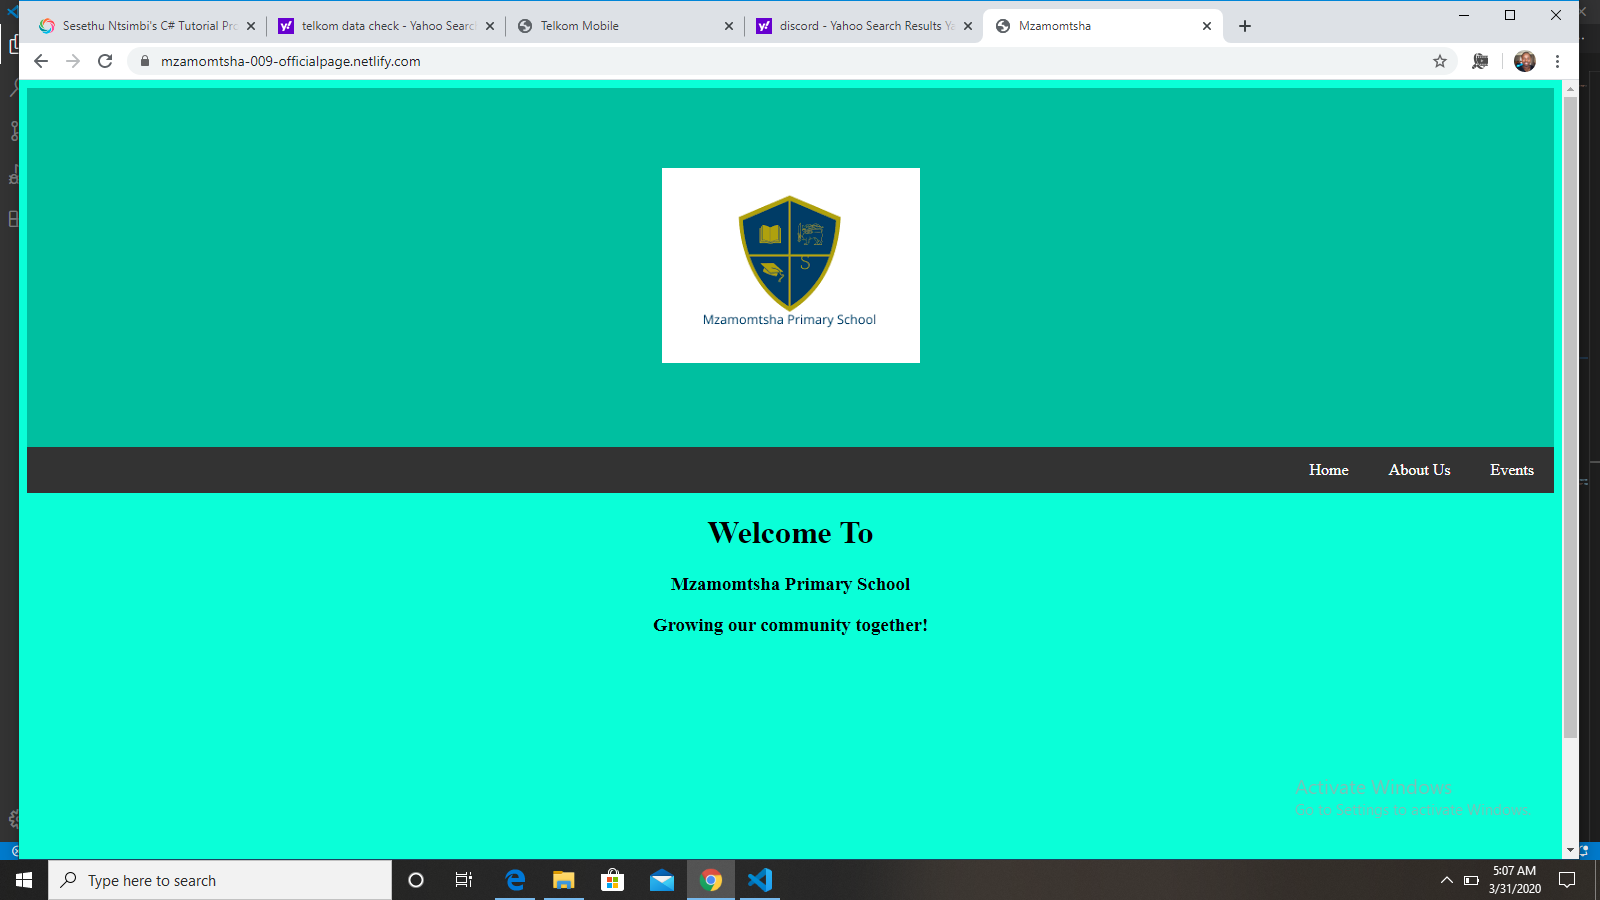 Sesethu Ntsimbi's C# Tutorial Pro
telkom data check - Yahoo Searc
Telkom Mobile
discord - Yahoo Search Results Ya
Mzamomtsha
mzamomtsha-009-officialpage.netlify.com
S
Mzamomtsha Primary School
Home About Us Events
Welcome To
Mzamomtsha Primary School
Growing our community together!
Activate Windows
Go to Settings to activate Windows.
Type here to search
5:07 AM
3/31/2020